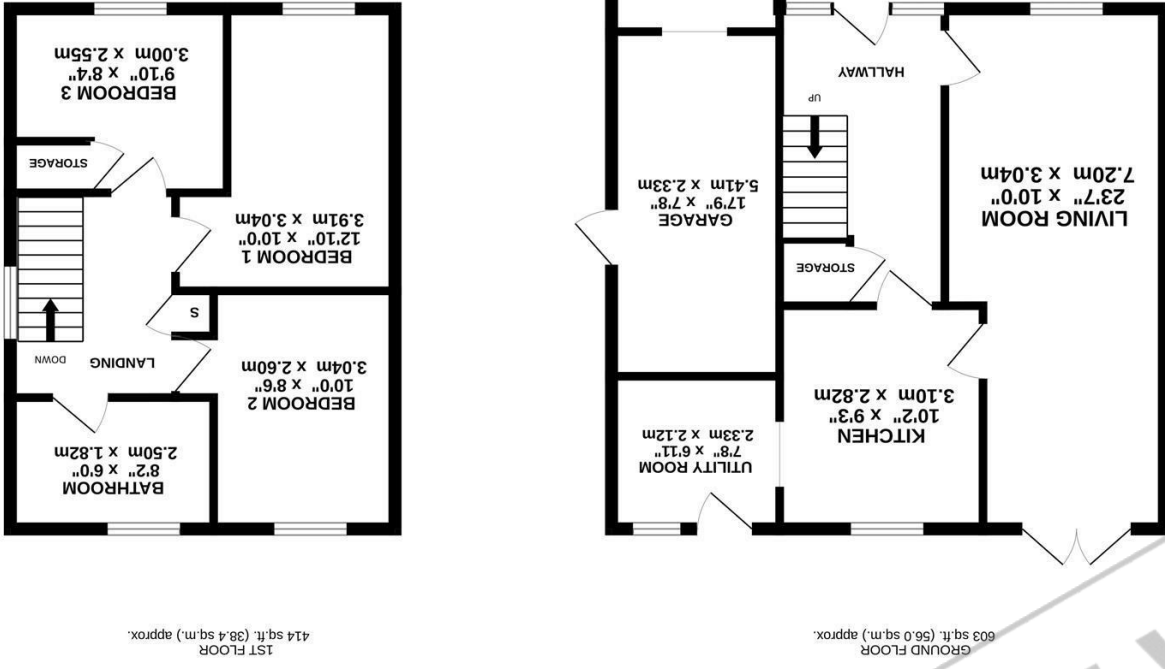 GROUND FLOOR
603 sq.ft. (56.0 sq.m.) approx.
1ST FLOOR
414 sq.ft. (38.4 sq.m.) approx.
UTILITY ROOM
7'8" x 6'11"
2.33m x 2.12m
KITCHEN
10'2" x 9'3"
3.10m x 2.82m
STORAGE
GARAGE
17'9" x 7'8"
5.41m x 2.33m
LIVING ROOM
23'7" x 10'0"
7.20m x 3.04m
UP
HALLWAY
BATHROOM
8'2" x 6'0"
2.50m x 1.82m
BEDROOM 2
10'0" x 8'6"
3.04m x 2.60m
LANDING
DOWN
S
BEDROOM 1
12'10" x 10'0"
3.91m x 3.04m
STORAGE
BEDROOM 3
9'10" x 8'4"
3.00m x 2.55m